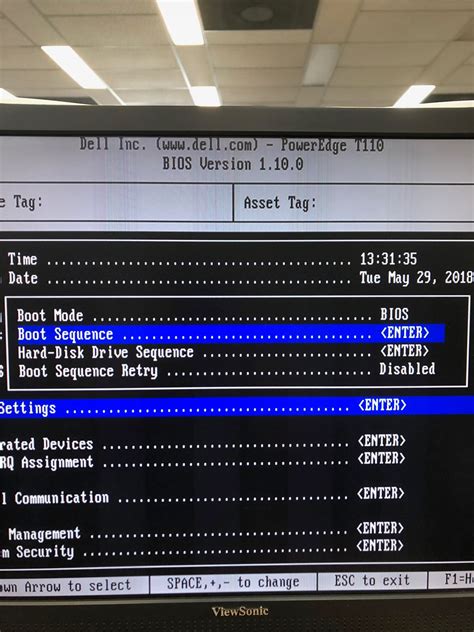 Dell Inc. (www.dell.com) - PowerEdge T110
BIOS Version 1.10.0
e Tag:
Asset Tag:
Time ........................................ 13:31:35
Date ........................................ Tue May 29, 2018
Boot Mode ................................... BIOS
Boot Sequence ............................... <ENTER>
Hard-Disk Drive Sequence .................... <ENTER>
Boot Sequence Retry ......................... Disabled
Settings .................................... <ENTER>
rated Devices ............................... <ENTER>
RQ Assignment ............................... <ENTER>
l Communication ............................. <ENTER>
Management .................................. <ENTER>
m Security .................................. <ENTER>
own Arrow to select
SPACE,+,- to change
ESC to exit
F1=H
ViewSonic